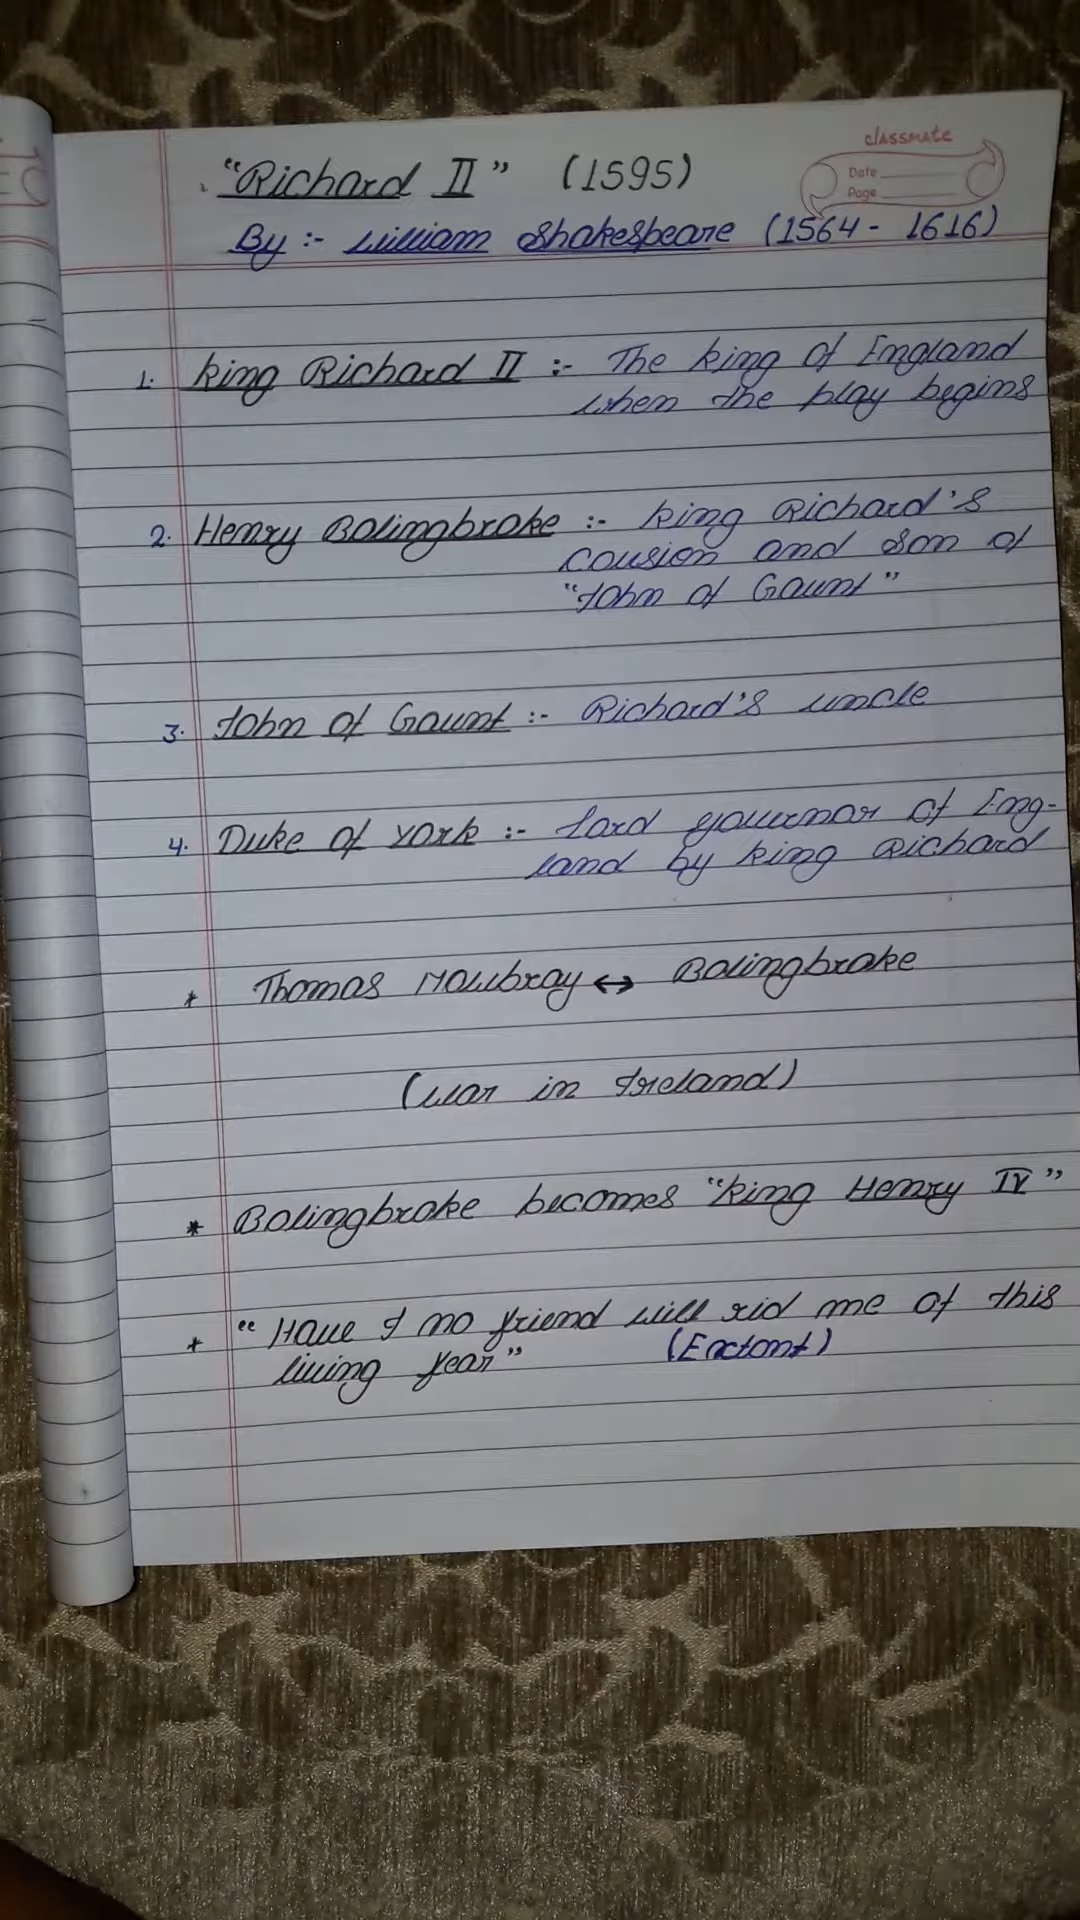 "Richard II" (1595)
classmate
Date
Page
By :- William Shakespeare (1564 - 1616)
1. King Richard II :- The King of England
when the play begins
2. Henry Bolingbroke :- King Richard's
Cousion and Son of
"John of Gaunt"
3. John of Gaunt :- Richard's uncle
4. Duke of York :- Lord governor of Eng-
land by King Richard
* Thomas Mowbray ↔ Bolingbroke
(War in Ireland)
* Bolingbroke becomes "King Henry IV"
* "Have I no friend will rid me of this
living fear" (Exctont)